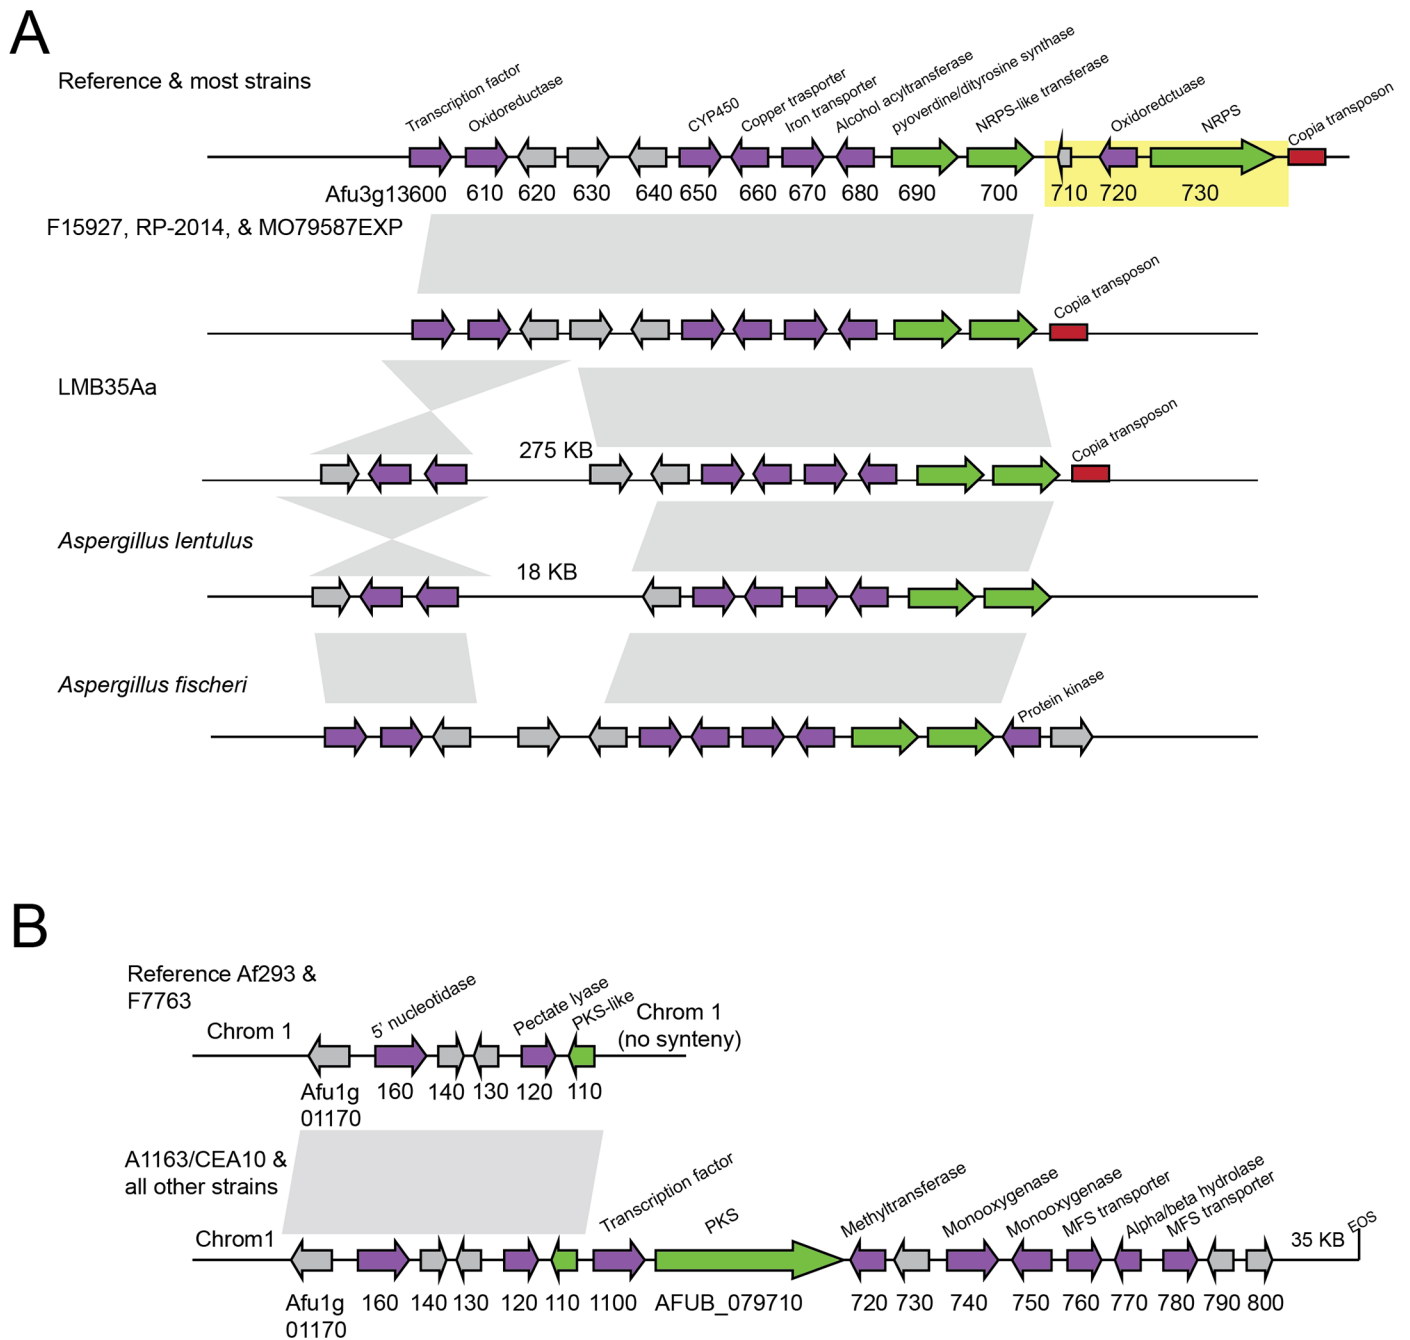 A
Reference & most strains
Transcription factor
Oxidoreductase
CYP450
Copper trasporter
Iron transporter
Alcohol acyltransferase
pyoverdine/dityrosine synthase
NRPS-like transferase
Oxidoredctuase
NRPS
Copia transposon
Afu3g13600 610 620 630 640 650 660 670 680 690 700 710 720 730
F15927, RP-2014, & MO79587EXP
Copia transposon
LMB35Aa
275 KB
Copia transposon
Aspergillus lentulus
18 KB
Aspergillus fischeri
Protein kinase
B
Reference Af293 &
F7763
Chrom 1
5' nucleotidase
Pectate lyase
PKS-like
Chrom 1
(no synteny)
Afu1g
01170
160 140 130 120 110
A1163/CEA10 &
all other strains
Chrom1
Transcription factor
PKS
Methyltransferase
Monooxygenase
Monooxygenase
MFS transporter
Alpha/beta hydrolase
MFS transporter
35 KB
EOS
Afu1g
01170
160 140 130 120 110 1100 AFUB_079710 720 730 740 750 760 770 780 790 800